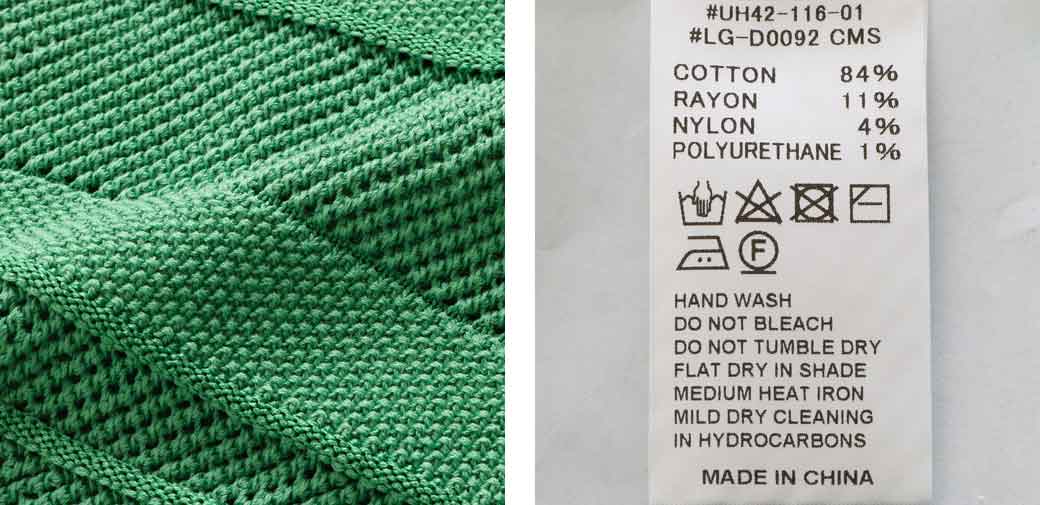 #UH42-116-01
#LG-D0092 CMS
COTTON 84%
RAYON 11%
NYLON 4%
POLYURETHANE 1%
F
HAND WASH
DO NOT BLEACH
DO NOT TUMBLE DRY
FLAT DRY IN SHADE
MEDIUM HEAT IRON
MILD DRY CLEANING
IN HYDROCARBONS
MADE IN CHINA